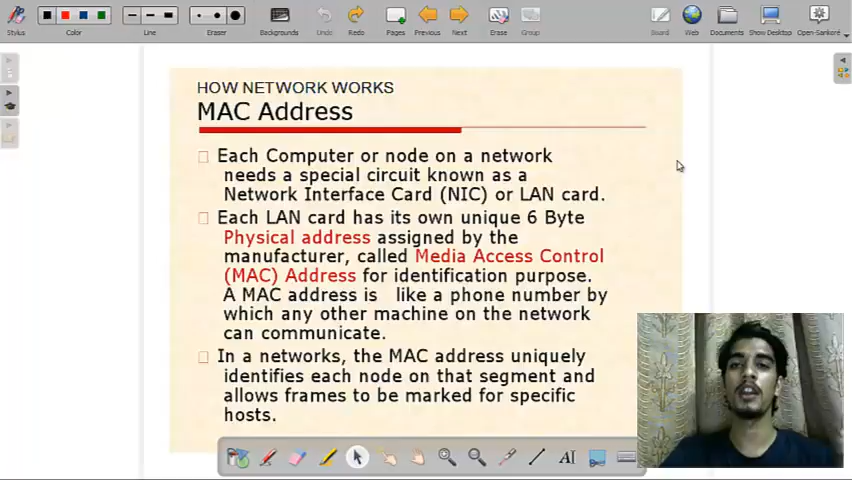 Stylus
Color
Line
Eraser
Backgrounds
Undo
Redo
Pages
Previous
Next
Erase
Group
Board
Web
Documents
Show Desktop
Open-Sankoré
HOW NETWORK WORKS
MAC Address
Each Computer or node on a network
needs a special circuit known as a
Network Interface Card (NIC) or LAN card.
Each LAN card has its own unique 6 Byte
Physical address assigned by the
manufacturer, called Media Access Control
(MAC) Address for identification purpose.
A MAC address is like a phone number by
which any other machine on the network
can communicate.
In a networks, the MAC address uniquely
identifies each node on that segment and
allows frames to be marked for specific
hosts.
AI